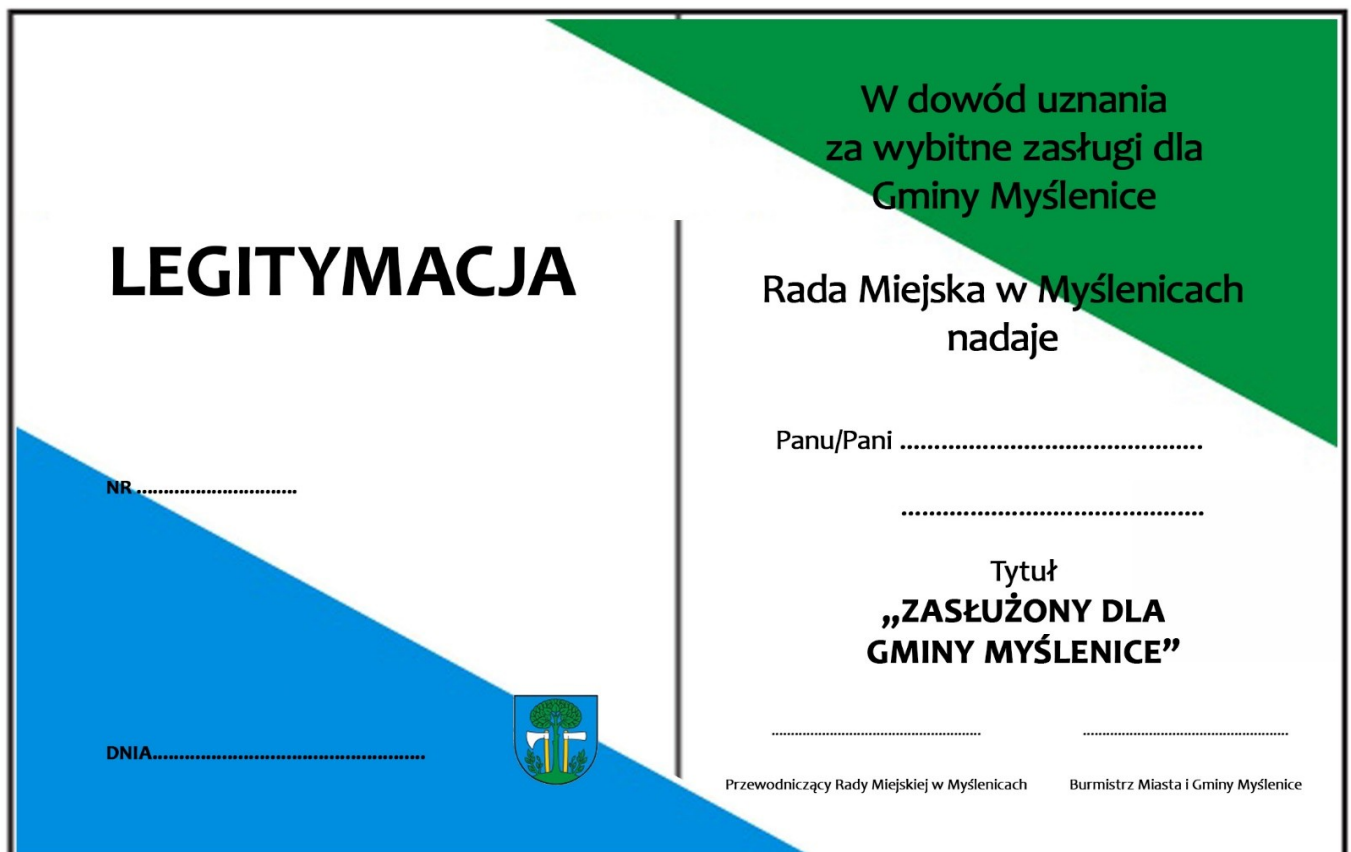 LEGITYMACJA
NR ...............................
DNIA....................................................
W dowód uznania
za wybitne zasługi dla
Gminy Myślenice
Rada Miejska w Myślenicach
nadaje
Panu/Pani .............................................
.............................................
Tytuł
„ZASŁUŻONY DLA
GMINY MYŚLENICE”
...................................................... .....................................................
Przewodniczący Rady Miejskiej w Myślenicach Burmistrz Miasta i Gminy Myślenice